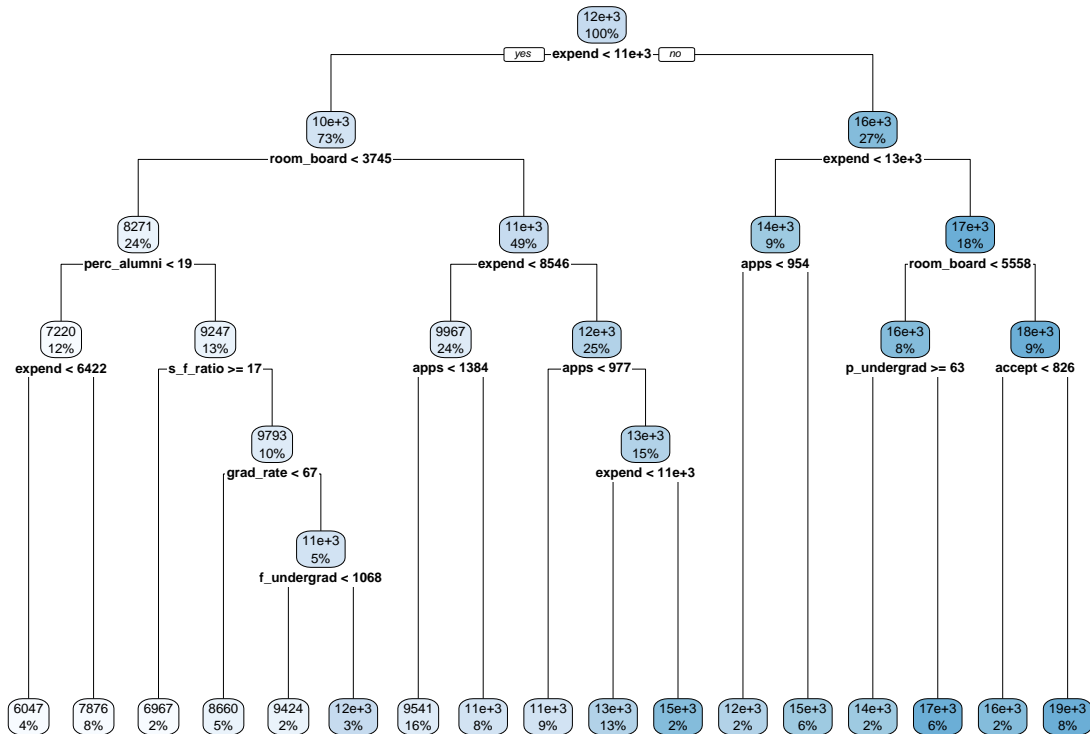 12e+3
100%
yes expend < 11e+3 no
10e+3
73%
room_board < 3745
16e+3
27%
expend < 13e+3
8271
24%
perc_alumni < 19
11e+3
49%
expend < 8546
14e+3
9%
apps < 954
17e+3
18%
room_board < 5558
7220
12%
expend < 6422
9247
13%
s_f_ratio >= 17
9967
24%
apps < 1384
12e+3
25%
apps < 977
16e+3
8%
p_undergrad >= 63
18e+3
9%
accept < 826
9793
10%
grad_rate < 67
13e+3
15%
expend < 11e+3
11e+3
5%
f_undergrad < 1068
6047
4%
7876
8%
6967
2%
8660
5%
9424
2%
12e+3
3%
9541
16%
11e+3
8%
11e+3
9%
13e+3
13%
15e+3
2%
12e+3
2%
15e+3
6%
14e+3
2%
17e+3
6%
16e+3
2%
19e+3
8%